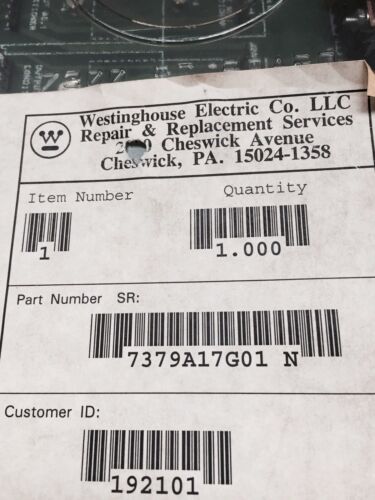 Westinghouse Electric Co. LLC
Repair & Replacement Services
Cheswick Avenue
Cheswick, PA. 15024-1358
Item Number
Quantity
1
1.000
Part Number SR:
7379A17G01 N
Customer ID:
192101